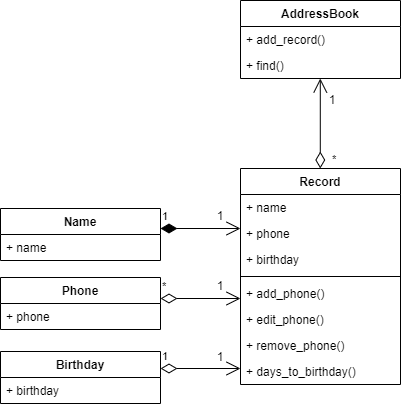 AddressBook
+ add_record()
+ find()
1
*
Record
+ name
+ phone
+ birthday
+ add_phone()
+ edit_phone()
+ remove_phone()
+ days_to_birthday()
Name
+ name
1
1
Phone
+ phone
*
1
Birthday
+ birthday
1
1